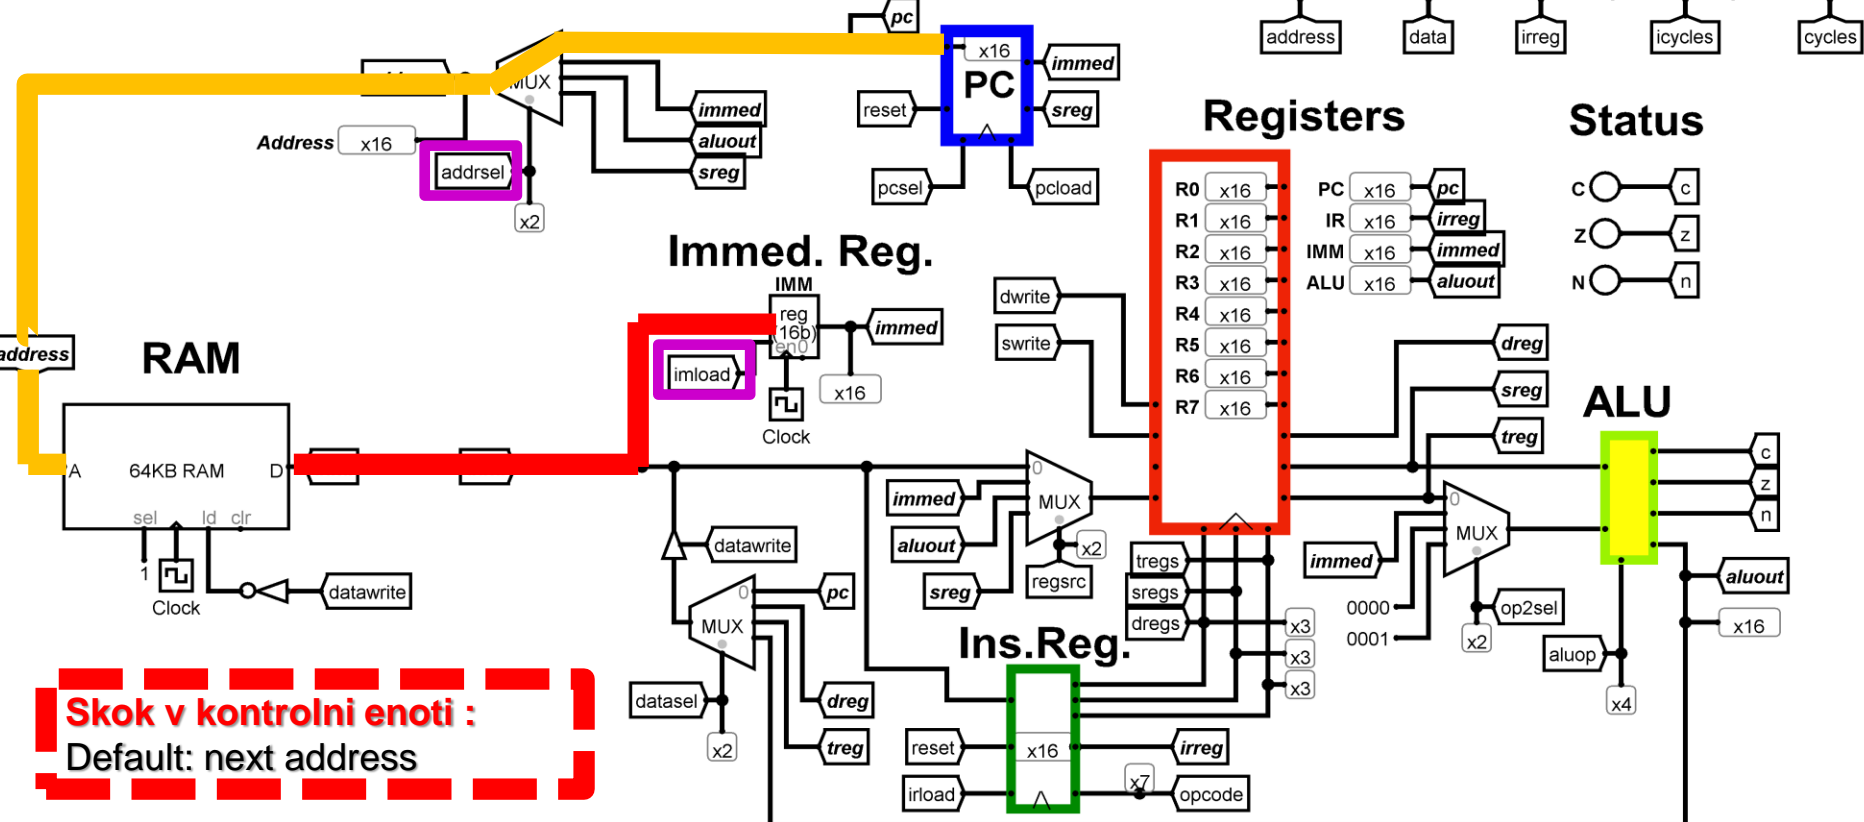 pc
address
data
irreg
icycles
cycles
x16
immed
PC
MUX
reset
sreg
immed
aluout
sreg
Address
x16
addrsel
x2
pcsel
pcload
Registers
Status
R0 x16
R1 x16
R2 x16
R3 x16
R4 x16
R5 x16
R6 x16
R7 x16
PC x16 pc
IR x16 irreg
IMM x16 immed
ALU x16 aluout
C c
Z z
N n
Immed. Reg.
IMM
reg
(16b)
en0
immed
imload
x16
Clock
dwrite
swrite
address
RAM
A
64KB RAM
D
sel
ld
clr
1
Clock
datawrite
datawrite
0
MUX
immed
aluout
sreg
x2
regsrc
dreg
sreg
treg
ALU
c
z
n
0
MUX
immed
0000
0001
op2sel
x2
aluout
x16
aluop
x4
tregs
sregs
dregs
x3
x3
x3
0
MUX
pc
dreg
treg
datasel
x2
Ins.Reg.
reset
x16
irreg
irload
x7
opcode
Skok v kontrolni enoti :
Default: next address